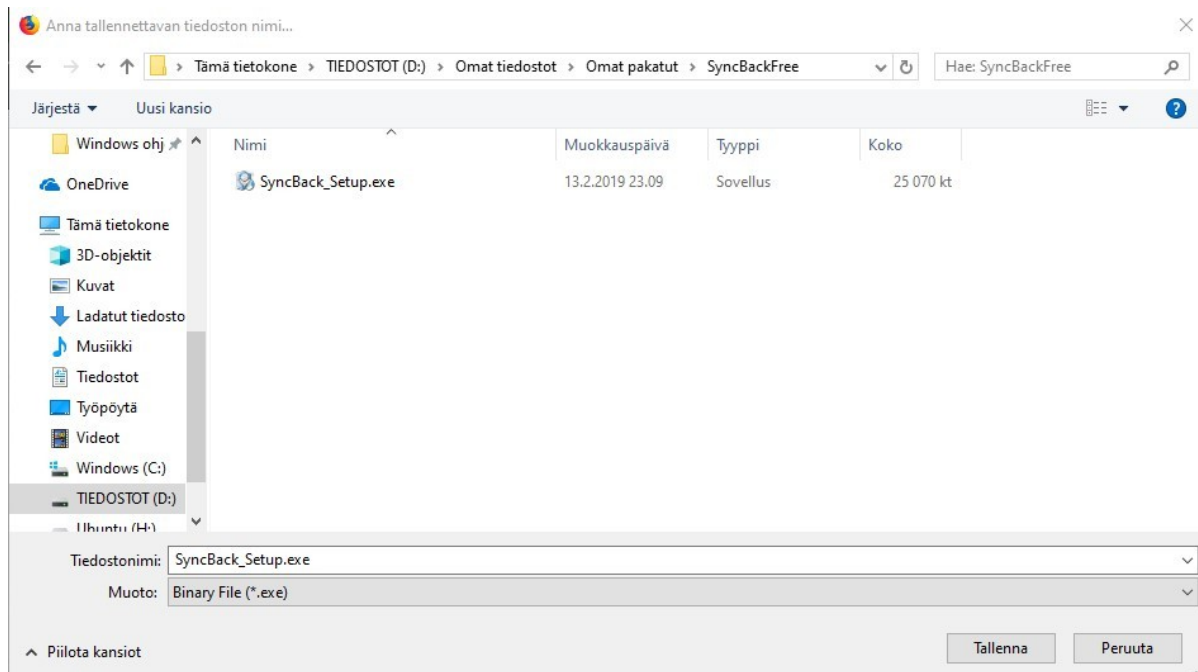 Anna tallennettavan tiedoston nimi...
Tämä tietokone > TIEDOSTOT (D:) > Omat tiedostot > Omat pakatut > SyncBackFree
Hae: SyncBackFree
Järjestä Uusi kansio
Windows ohj
OneDrive
Tämä tietokone
3D-objektit
Kuvat
Ladatut tiedosto
Musiikki
Tiedostot
Työpöytä
Videot
Windows (C:)
TIEDOSTOT (D:)
Ubuntu (H:)
Nimi Muokkauspäivä Tyyppi Koko
SyncBack_Setup.exe 13.2.2019 23.09 Sovellus 25 070 kt
Tiedostonimi: SyncBack_Setup.exe
Muoto: Binary File (*.exe)
Piilota kansiot
Tallenna Peruuta